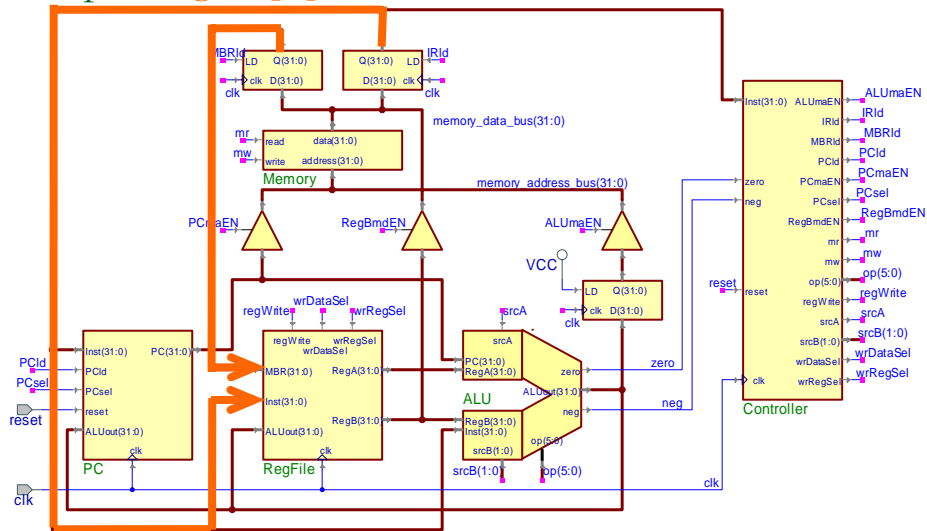 MBRld
LD
Q(31:0)
clk
D(31:0)
clk
Q(31:0)
LD
IRld
D(31:0)
clk
clk
memory_data_bus(31:0)
mr
read
data(31:0)
mw
write
address(31:0)
Memory
memory_address_bus(31:0)
PCmaEN
RegBmdEN
ALUmaEN
VCC
LD
Q(31:0)
clk
D(31:0)
clk
regWrite
wrDataSel
wrRegSel
regWrite
wrRegSel
wrDataSel
srcA
srcA
Inst(31:0)
PC(31:0)
PCld
PCld
PCsel
PCsel
reset
reset
ALUout(31:0)
clk
PC
MBR(31:0)
RegA(31:0)
Inst(31:0)
RegB(31:0)
ALUout(31:0)
clk
RegFile
PC(31:0)
RegA(31:0)
ALU
zero
ALUout(31:0)
neg
RegB(31:0)
Inst(31:0)
srcB(1:0)
op(5:0)
srcB(1:0)
op(5:0)
zero
neg
clk
clk
Inst(31:0)
zero
neg
reset
reset
clk
ALUmaEN
IRld
MBRld
PCld
PCmaEN
PCsel
RegBmdEN
mr
mw
op(5:0)
regWrite
srcA
srcB(1:0)
wrDataSel
wrRegSel
Controller
ALUmaEN
IRld
MBRld
PCld
PCmaEN
PCsel
RegBmdEN
mr
mw
op(5:0)
regWrite
srcA
srcB(1:0)
wrDataSel
wrRegSel